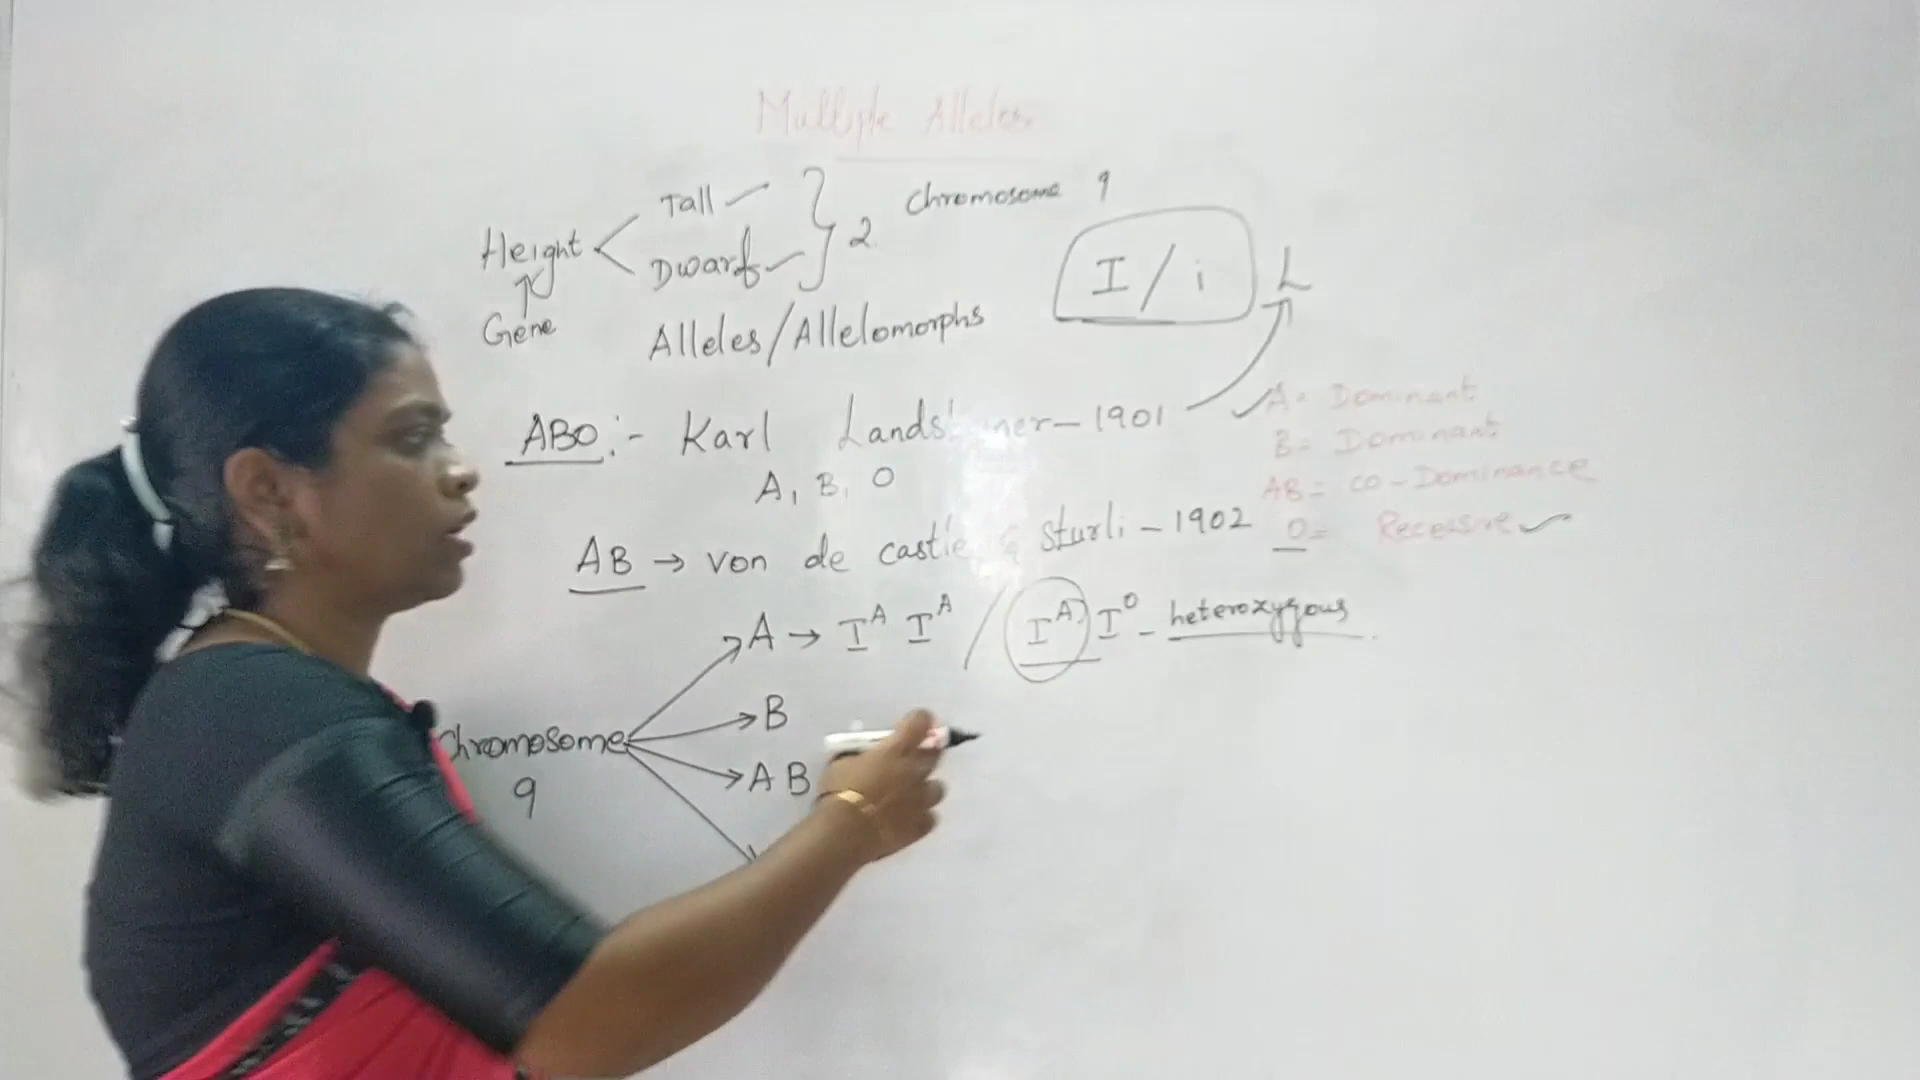 Multiple Alleles
Tall
Dwarf
2
Chromosome 9
Height
Gene
Alleles/Allelomorphs
I / i L
ABO :- Karl 1901
A, B, O
AB → von de castle & Sturli - 1902
A = Dominant
B = Dominant
AB = co-Dominance
O = Recessive
Chromosome
9
A → I^A I^A / I^A I^O - heterozygous
B
AB